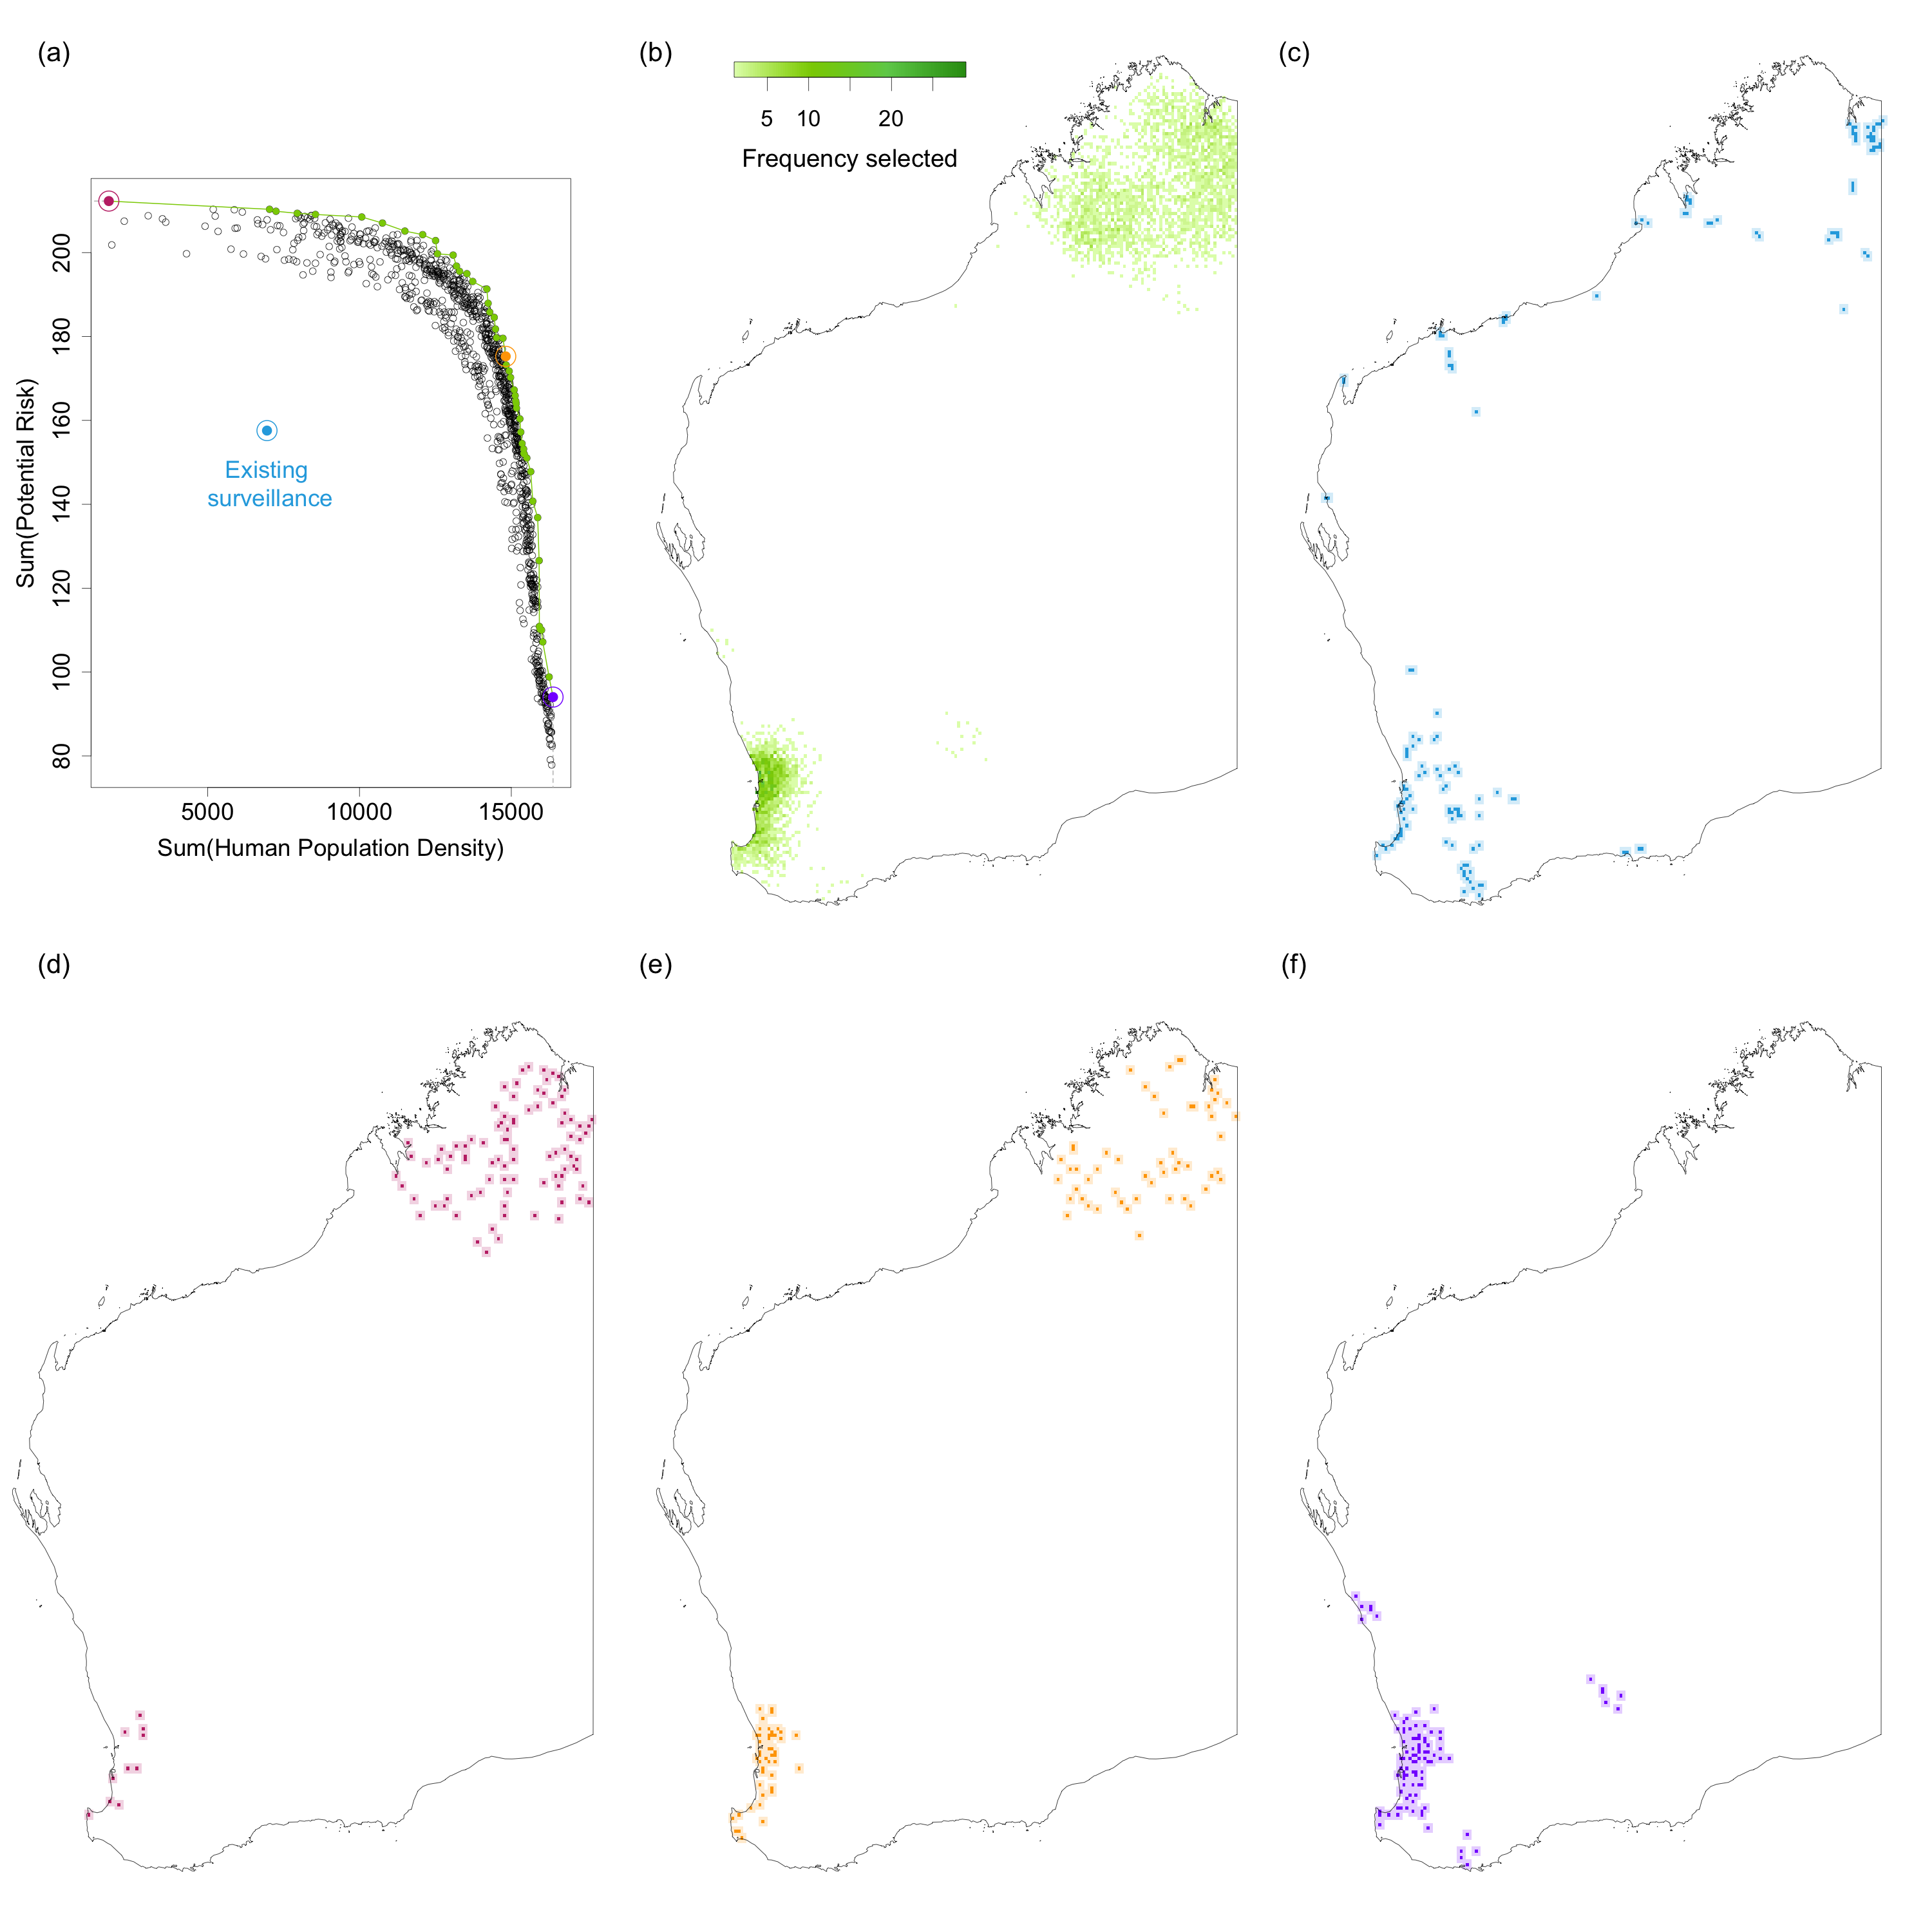 (a)
(b)
(c)
5 10 20
Frequency selected
200
180
160
140
120
100
80
Sum(Potential Risk)
Existing
surveillance
5000 10000 15000
Sum(Human Population Density)
(d)
(e)
(f)